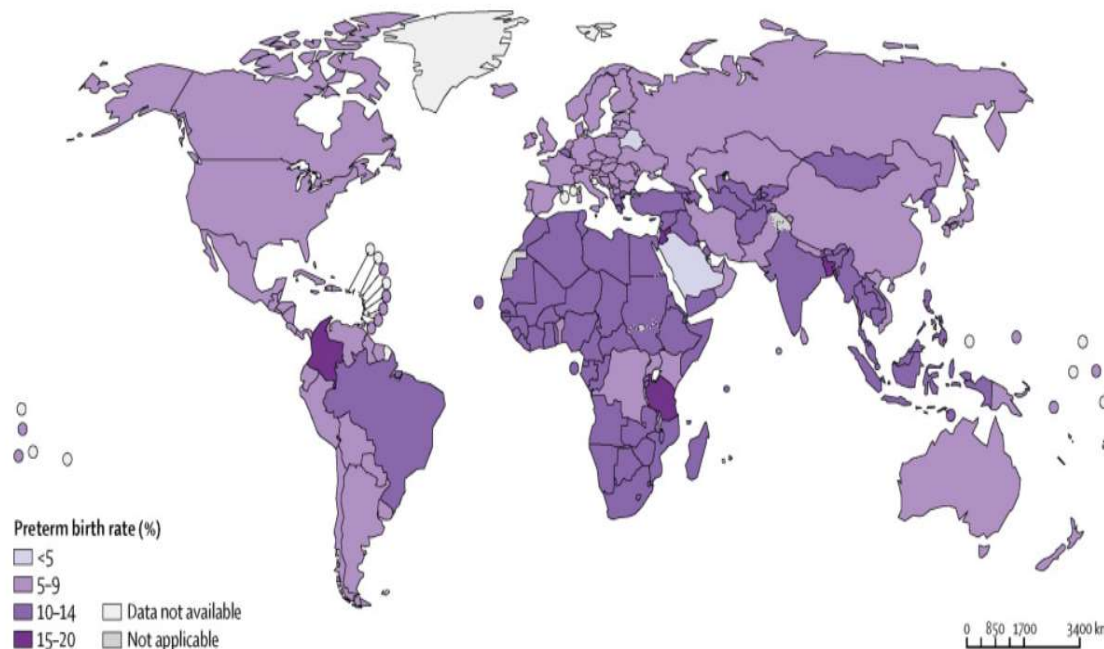 Preterm birth rate (%)
<5
5–9
10–14
Data not available
15–20
Not applicable
0 850 1700 3400 km